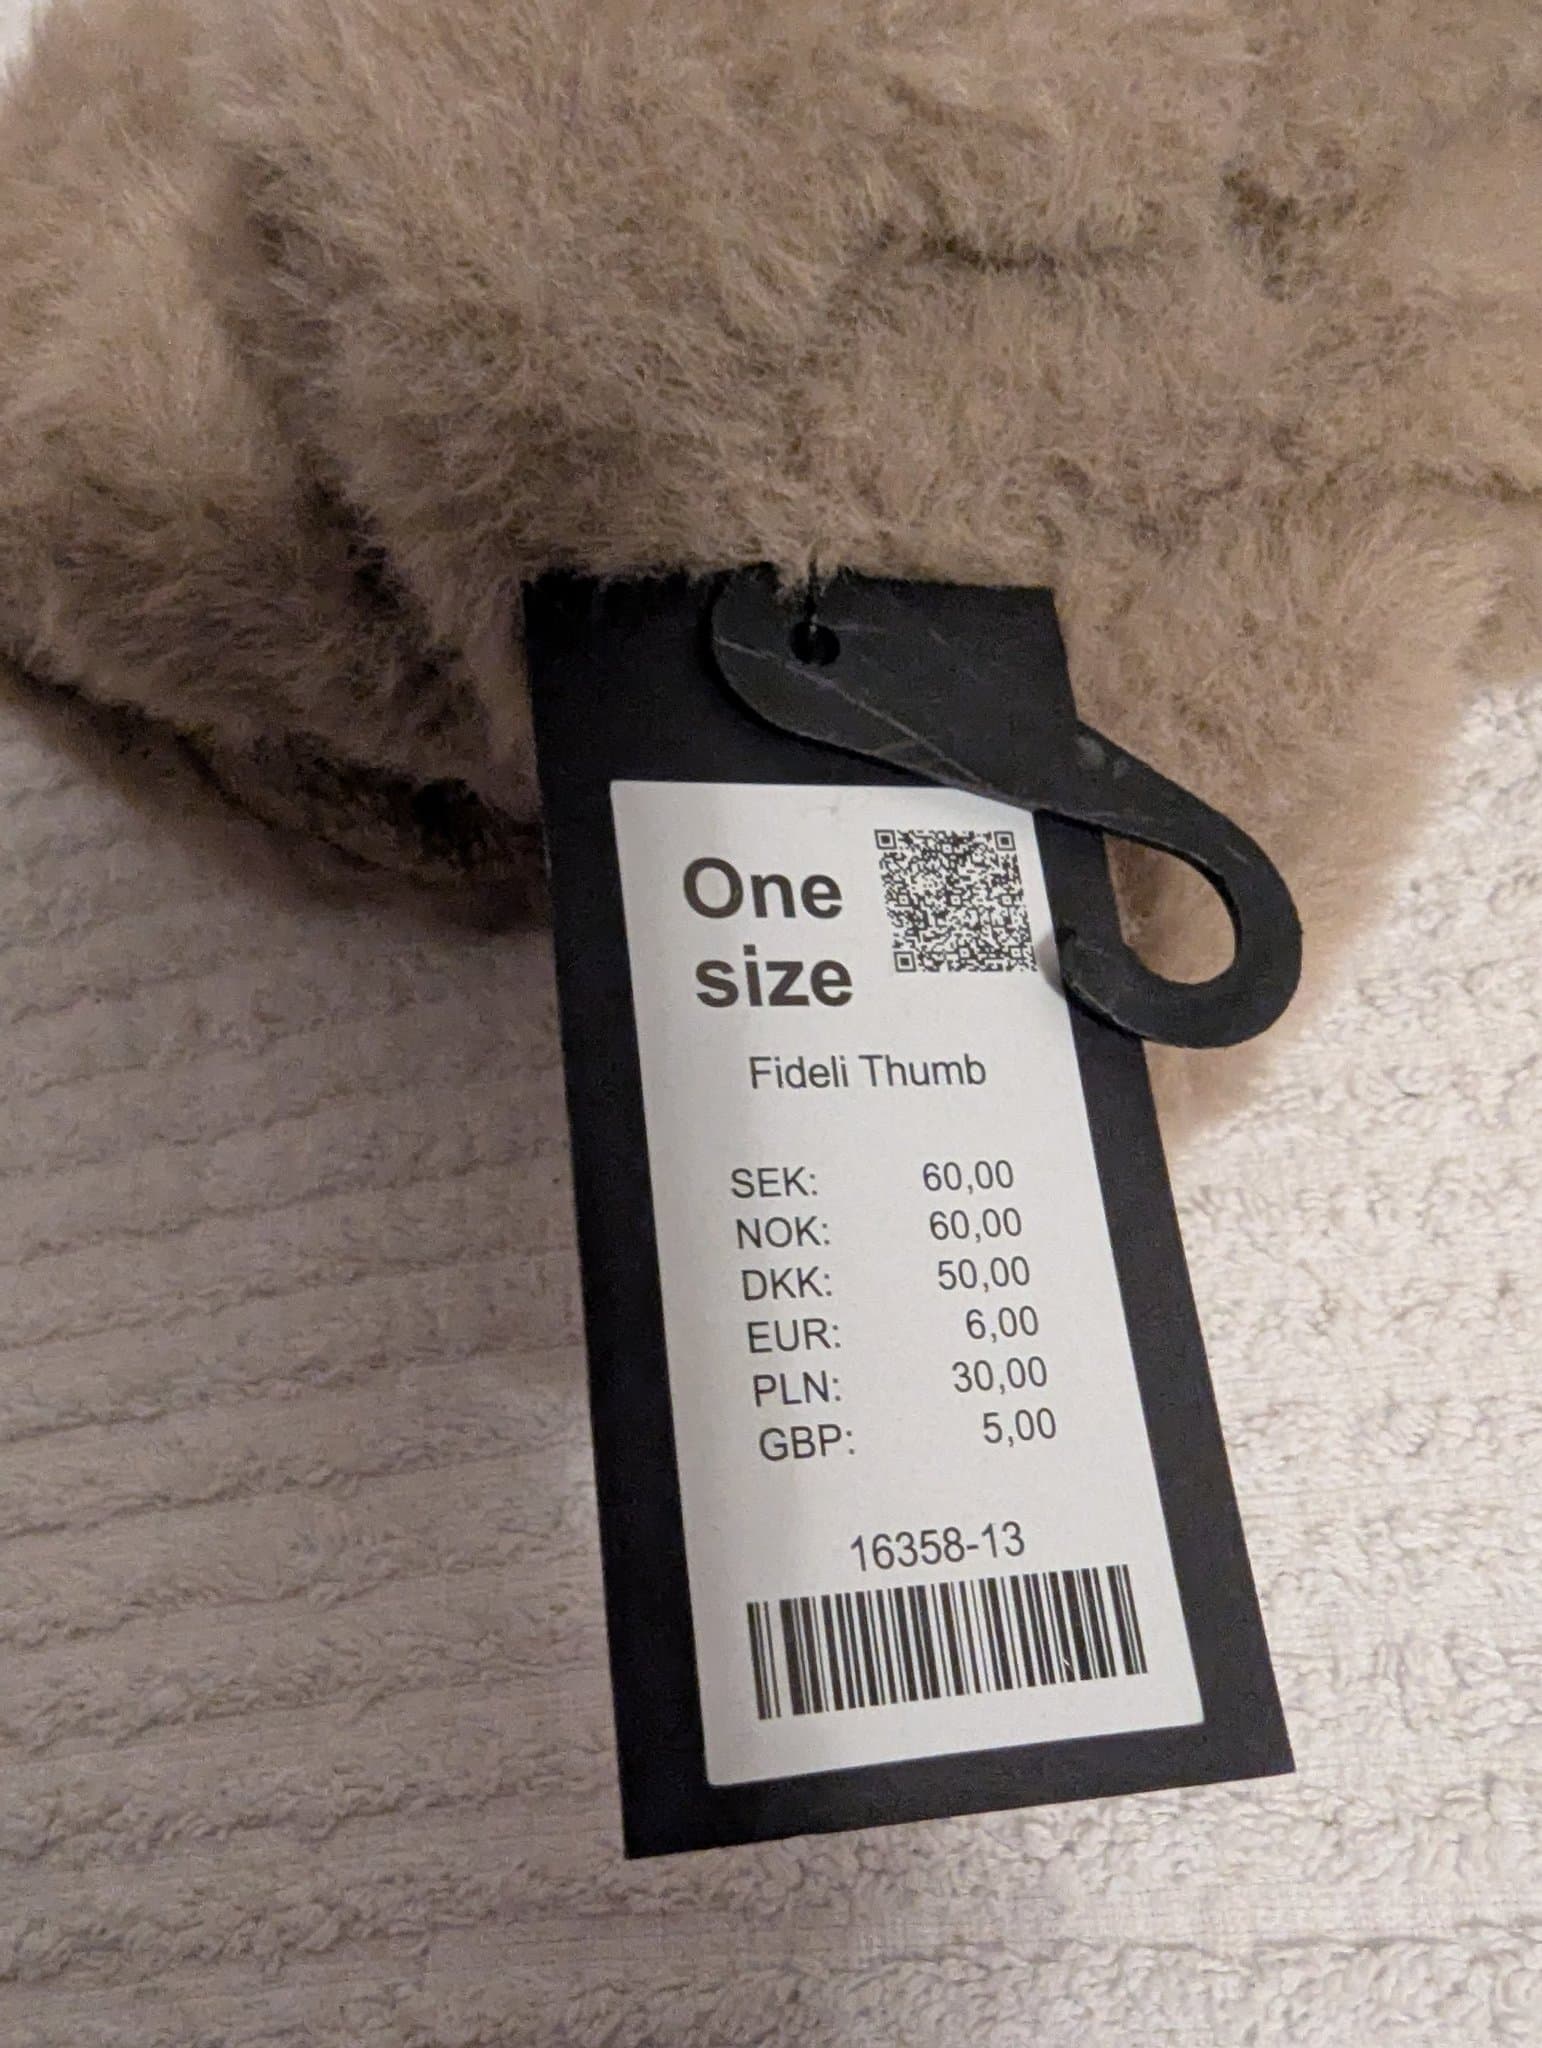 One
size
Fideli Thumb
SEK: 60,00
NOK: 60,00
DKK: 50,00
EUR: 6,00
PLN: 30,00
GBP: 5,00
16358-13